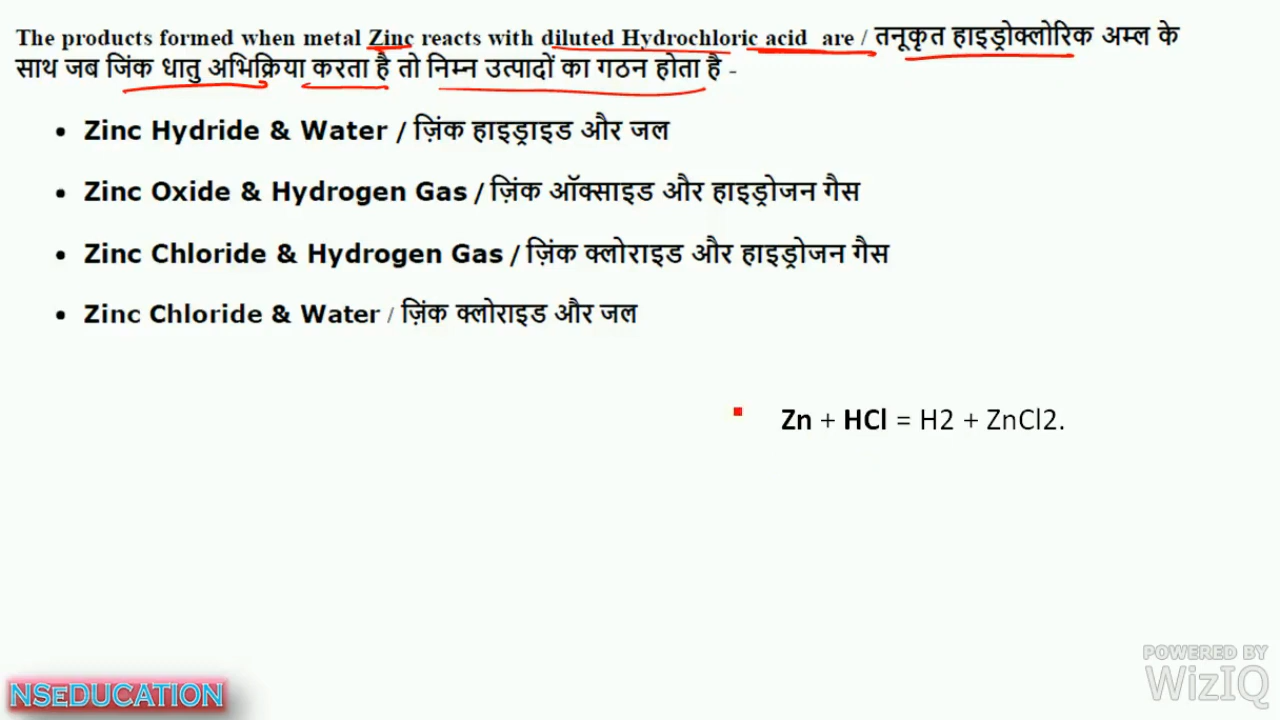 The products formed when metal Zinc reacts with diluted Hydrochloric acid are / तनूकृत हाइड्रोक्लोरिक अम्ल के
साथ जब जिंक धातु अभिक्रिया करता है तो निम्न उत्पादों का गठन होता है -
• Zinc Hydride & Water / ज़िंक हाइड्राइड और जल
• Zinc Oxide & Hydrogen Gas / ज़िंक ऑक्साइड और हाइड्रोजन गैस
• Zinc Chloride & Hydrogen Gas / ज़िंक क्लोराइड और हाइड्रोजन गैस
• Zinc Chloride & Water / ज़िंक क्लोराइड और जल
Zn + HCl = H2 + ZnCl2.
POWERED BY
WizIQ
NSEDUCATION